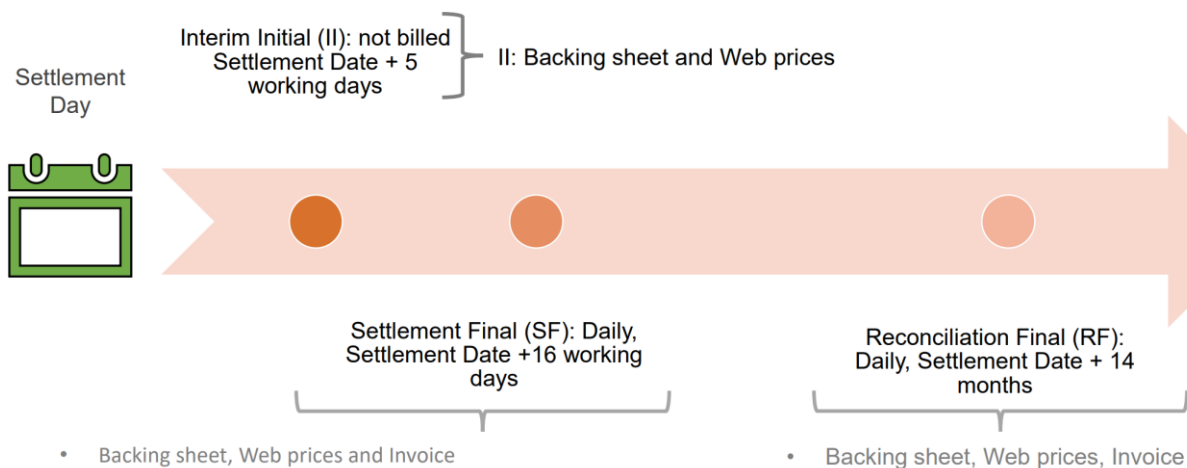 Interim Initial (II): not billed
Settlement Date + 5
working days
II: Backing sheet and Web prices
Settlement
Day
Settlement Final (SF): Daily,
Settlement Date +16 working
days
Reconciliation Final (RF):
Daily, Settlement Date + 14
months
• Backing sheet, Web prices and Invoice
• Backing sheet, Web prices, Invoice